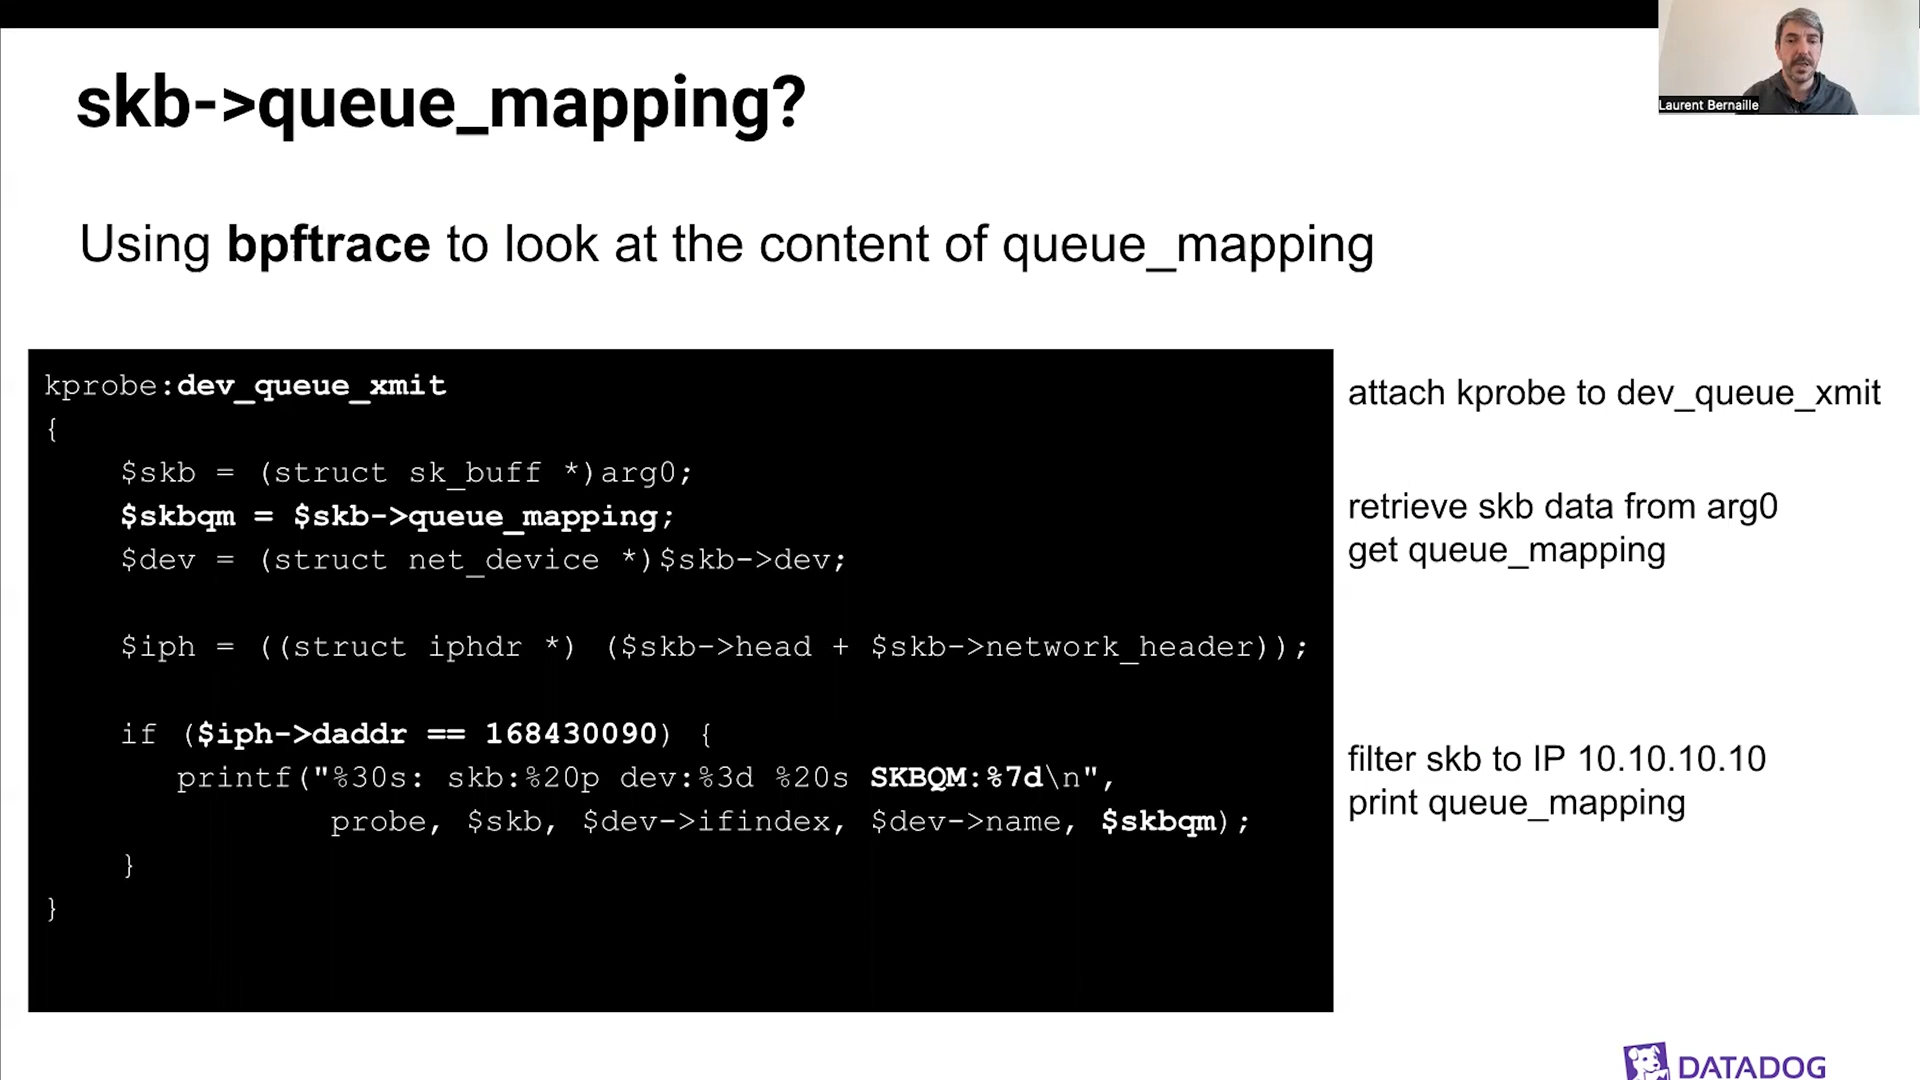 skb->queue_mapping?
Laurent Bernaille
Using bpftrace to look at the content of queue_mapping
kprobe:dev_queue_xmit
{
    $skb = (struct sk_buff *)arg0;
    $skbqm = $skb->queue_mapping;
    $dev = (struct net_device *)$skb->dev;
    $iph = ((struct iphdr *) ($skb->head + $skb->network_header));
    if ($iph->daddr == 168430090) {
       printf("%30s: skb:%20p dev:%3d %20s SKBQM:%7d\n",
               probe, $skb, $dev->ifindex, $dev->name, $skbqm);
    }
}
attach kprobe to dev_queue_xmit
retrieve skb data from arg0
get queue_mapping
filter skb to IP 10.10.10.10
print queue_mapping
DATADOG